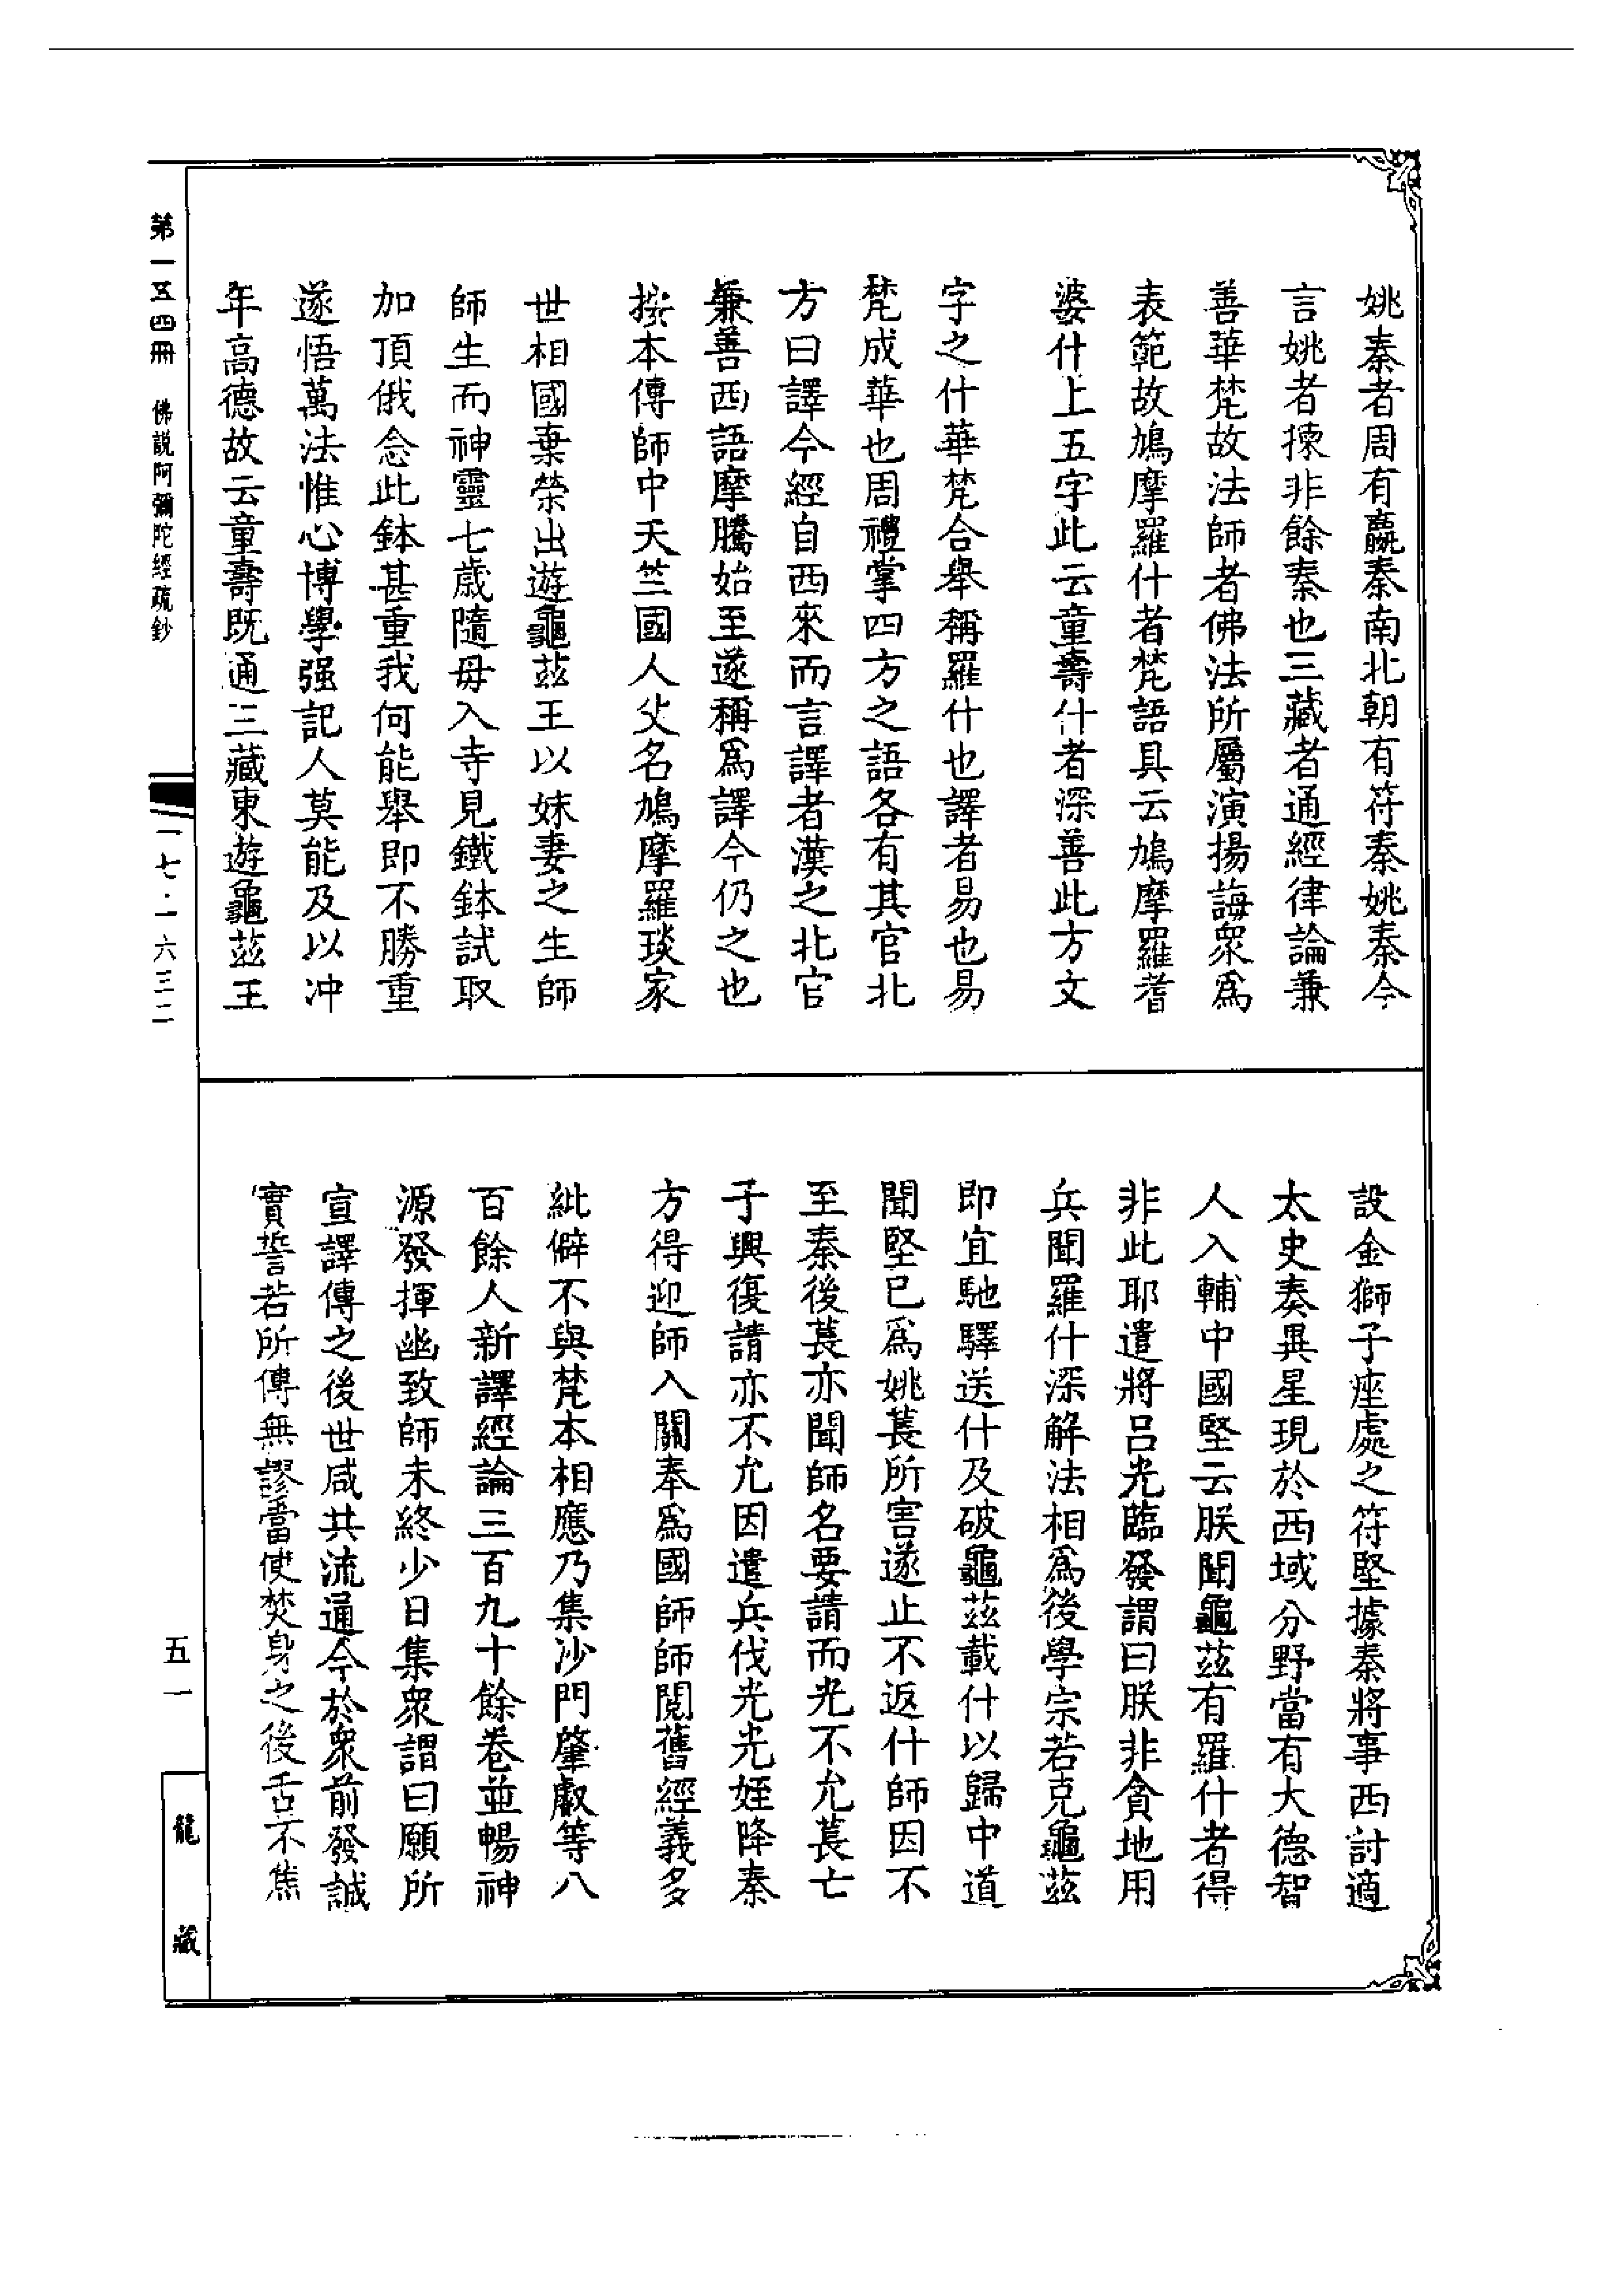 姚秦者周有嬴秦南北朝有符秦姚秦今
言姚者揀非餘秦也三藏者通經律論兼
善華梵故法師者佛法所屬演揚誨衆爲
表範故鳩摩羅什者梵語具云鳩摩羅耆
婆什上五字此云童壽什者深善此方文
字之什華梵合舉稱羅什也譯者易也易
梵成華也周禮掌四方之語各有其官北
方曰譯今經自西來而言譯者漢之北官
兼善西語摩騰始至遂稱爲譯今仍之也
按本傳師中天竺國人父名鳩摩羅琰家
世相國棄榮出遊龜茲王以妹妻之生師
師生而神靈七歲隨母入寺見鐵鉢試取
加頂俄念此鉢甚重我何能舉即不勝重
遂悟萬法惟心博學强記人莫能及以冲
年高德故云童壽既通三藏東遊龜茲王
設金獅子座處之符堅據秦將事西討適
太史奏異星現於西域分野當有大德智
人入輔中國堅云朕聞龜茲有羅什者得
非此耶遣將呂光臨發謂曰朕非貪地用
兵聞羅什深解法相爲後學宗若克龜茲
即宜馳驛送什及破龜茲載什以歸中道
聞堅已爲姚萇所害遂止不返什師因不
至秦後萇亦聞師名要請而光不允萇亡
子興復請亦不允因遣兵伐光光姪降秦
方得迎師入關奉爲國師師閱舊經義多
紕僻不與梵本相應乃集沙門肇叡等八
百餘人新譯經論三百九十餘卷並暢神
源發揮幽致師未終少日集衆謂曰願所
宣譯傳之後世咸共流通今於衆前發誠
實誓若所傳無謬當使焚身之後舌不焦
第一五四冊 佛說阿彌陀經疏鈔
一七·一六三二
五一
龍藏